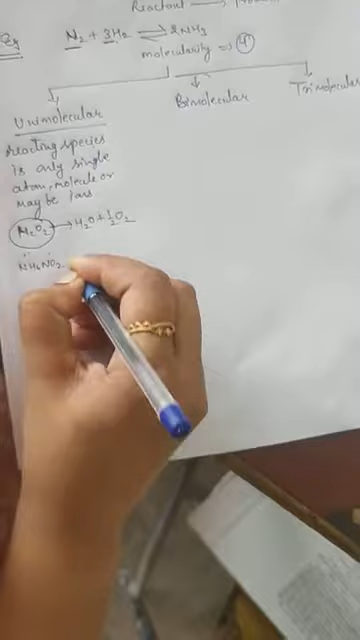 Reactant →
Eg N₂ + 3H₂ ⇌ 2NH₃
molecularity ⇒ 4
Unimolecular
Bimolecular
Trimolecular
reacting species
is only single
atom, molecule or
may be ions
H₂O₂ → H₂O + ½O₂
NH₄NO₂